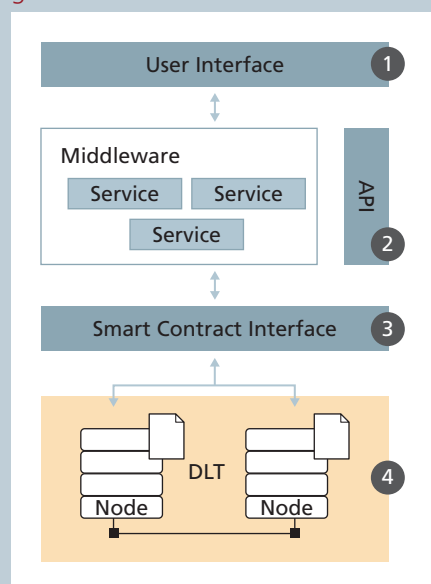 User Interface
1
Middleware
Service
Service
Service
API
2
Smart Contract Interface
3
DLT
4
Node
Node